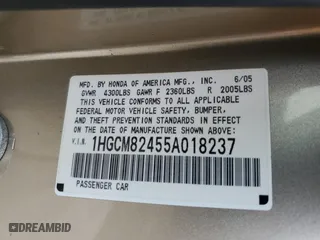 MFD. BY HONDA OF AMERICA MFG., INC. 6/05
GVWR 4300LBS GAWR F 2360LBS R 2005LBS
THIS VEHICLE CONFORMS TO ALL APPLICABLE
FEDERAL MOTOR VEHICLE SAFETY, BUMPER,
AND THEFT PREVENTION STANDARDS IN EFFECT
ON THE DATE OF MANUFACTURE SHOWN ABOVE.
V.I.N. 1HGCM82455A018237
PASSENGER CAR
DREAMBID
dreambid.com